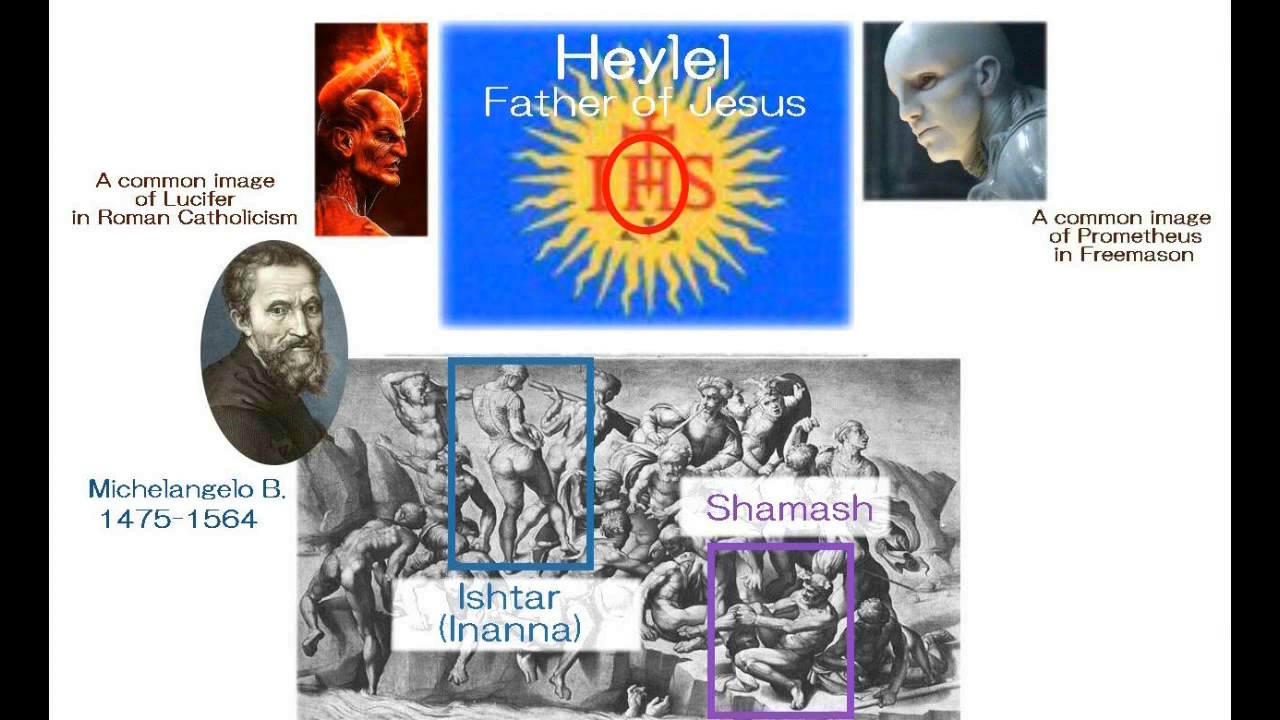 Heylel
Father of Jesus
IHS
A common image
of Lucifer
in Roman Catholicism
A common image
of Prometheus
in Freemason
Michelangelo B.
1475-1564
Shamash
Ishtar
(Inanna)